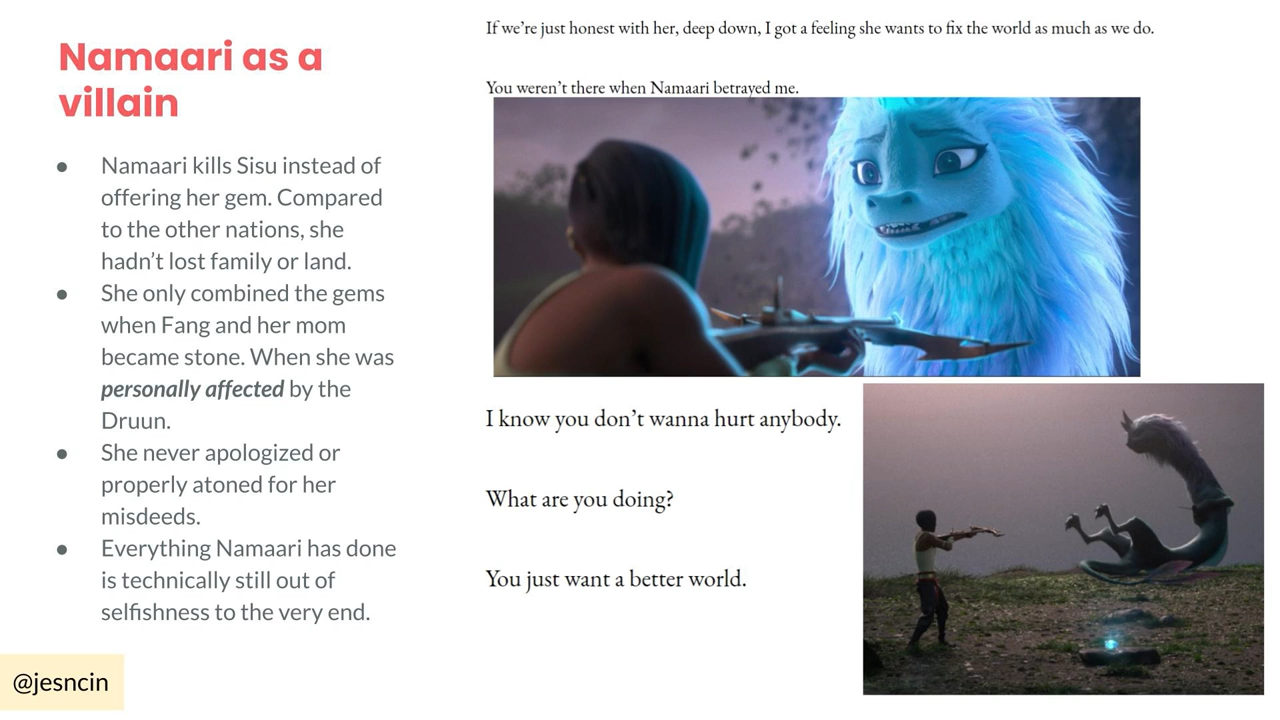 Namaari as a
villain
● Namaari kills Sisu instead of
offering her gem. Compared
to the other nations, she
hadn’t lost family or land.
● She only combined the gems
when Fang and her mom
became stone. When she was
personally affected by the
Druun.
● She never apologized or
properly atoned for her
misdeeds.
● Everything Namaari has done
is technically still out of
selfishness to the very end.
@jesncin
If we’re just honest with her, deep down, I got a feeling she wants to fix the world as much as we do.
You weren’t there when Namaari betrayed me.
I know you don’t wanna hurt anybody.
What are you doing?
You just want a better world.